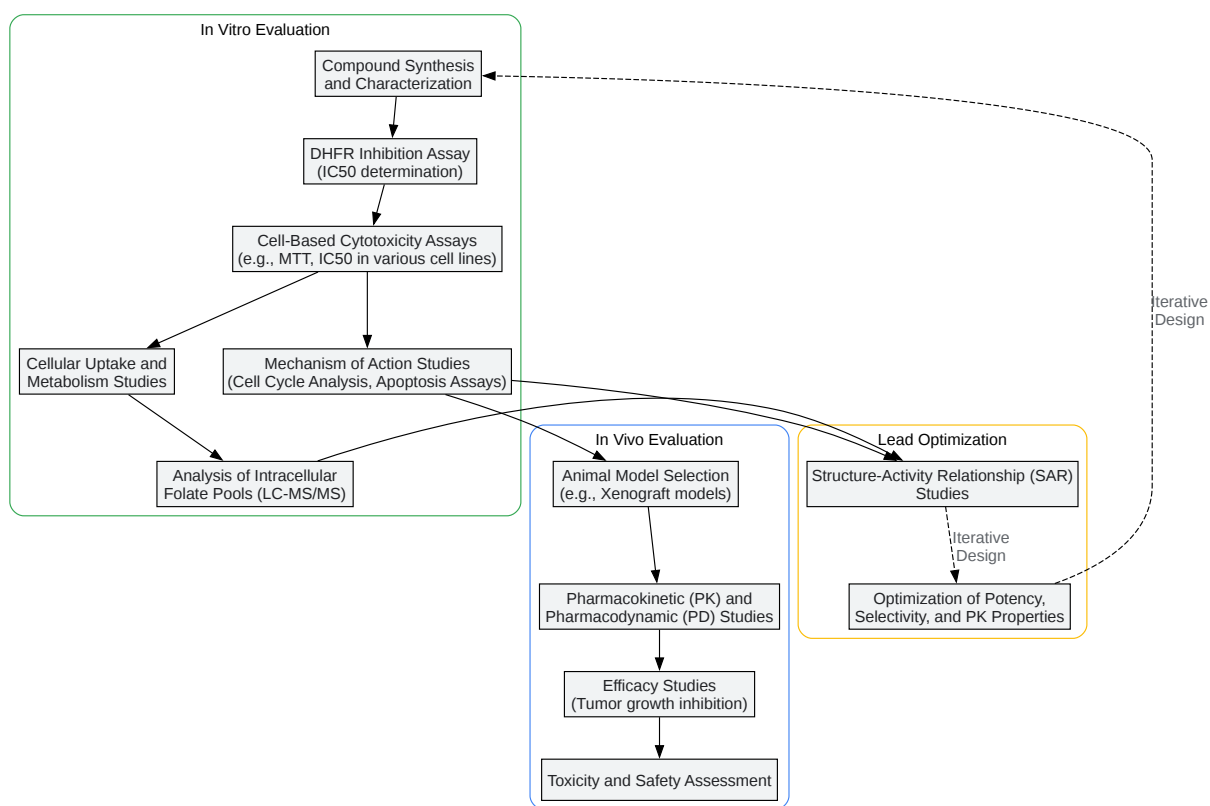 In Vitro Evaluation
Compound Synthesis
and Characterization
DHFR Inhibition Assay
(IC50 determination)
Cell-Based Cytotoxicity Assays
(e.g., MTT, IC50 in various cell lines)
Cellular Uptake and
Metabolism Studies
Mechanism of Action Studies
(Cell Cycle Analysis, Apoptosis Assays)
Analysis of Intracellular
Folate Pools (LC-MS/MS)
In Vivo Evaluation
Animal Model Selection
(e.g., Xenograft models)
Pharmacokinetic (PK) and
Pharmacodynamic (PD) Studies
Efficacy Studies
(Tumor growth inhibition)
Toxicity and Safety Assessment
Lead Optimization
Structure-Activity Relationship (SAR)
Studies
Iterative
Design
Optimization of Potency,
Selectivity, and PK Properties
Iterative
Design